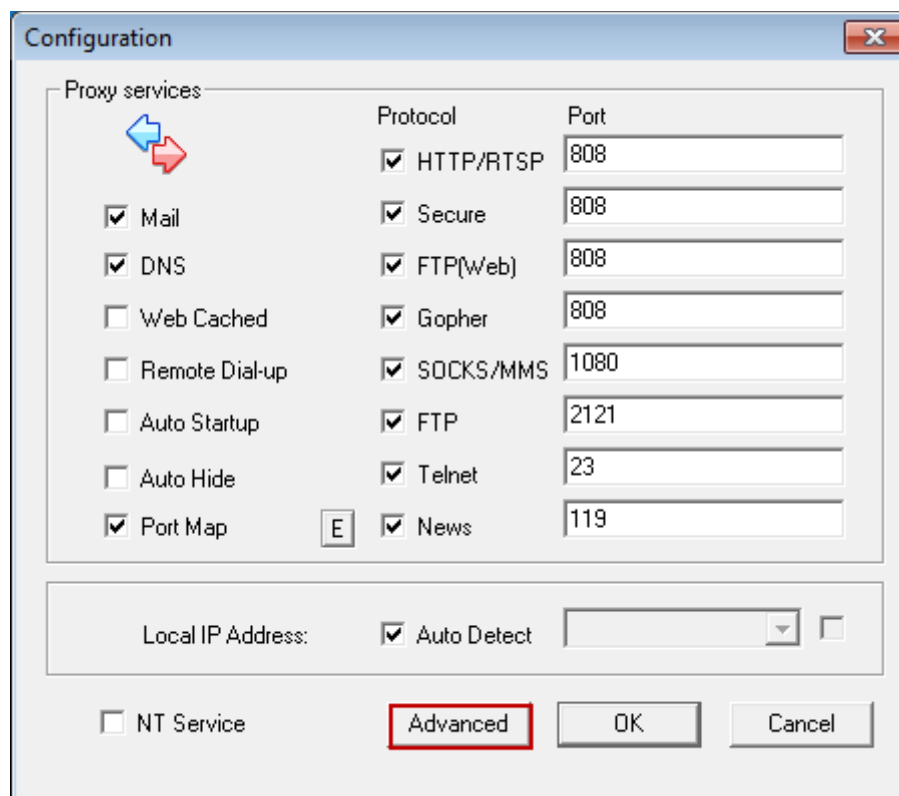 Configuration
Proxy services
Protocol Port
HTTP/RTSP 808
Mail Secure 808
DNS FTP(Web) 808
Web Cached Gopher 808
Remote Dial-up SOCKS/MMS 1080
Auto Startup FTP 2121
Auto Hide Telnet 23
Port Map E News 119
Local IP Address: Auto Detect
NT Service Advanced OK Cancel